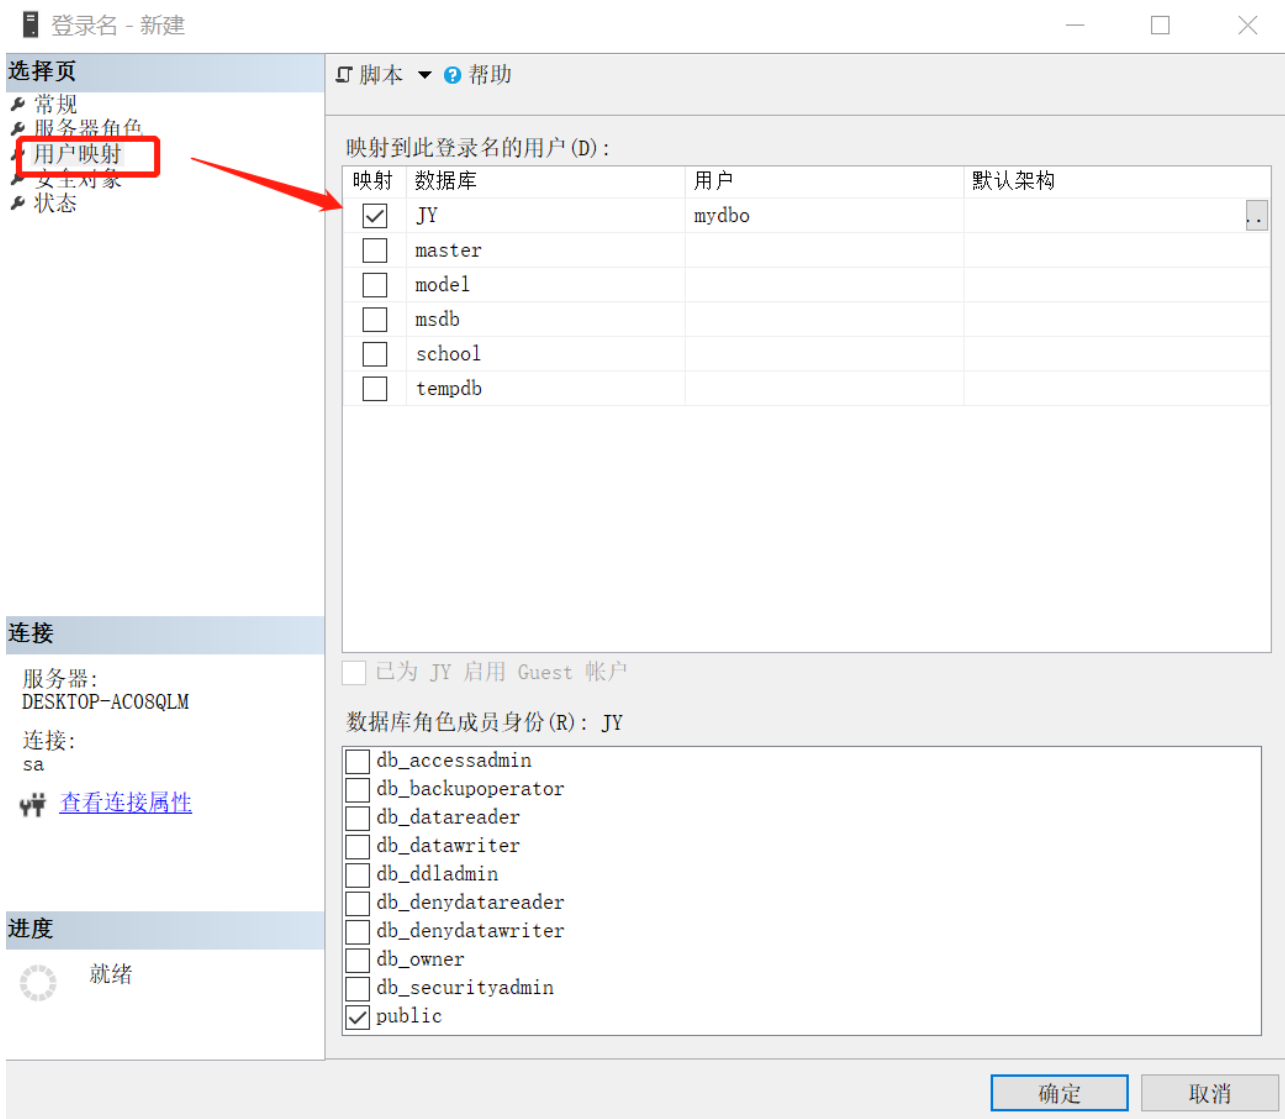 登录名 - 新建
选择页
常规
服务器角色
用户映射
安全对象
状态
脚本 帮助
映射到此登录名的用户(D):
映射 数据库 用户 默认架构
JY mydbo ..
master
model
msdb
school
tempdb
已为 JY 启用 Guest 帐户
数据库角色成员身份(R): JY
db_accessadmin
db_backupoperator
db_datareader
db_datawriter
db_ddladmin
db_denydatareader
db_denydatawriter
db_owner
db_securityadmin
public
连接
服务器:
DESKTOP-AC08QLM
连接:
sa
查看连接属性
进度
就绪
确定 取消